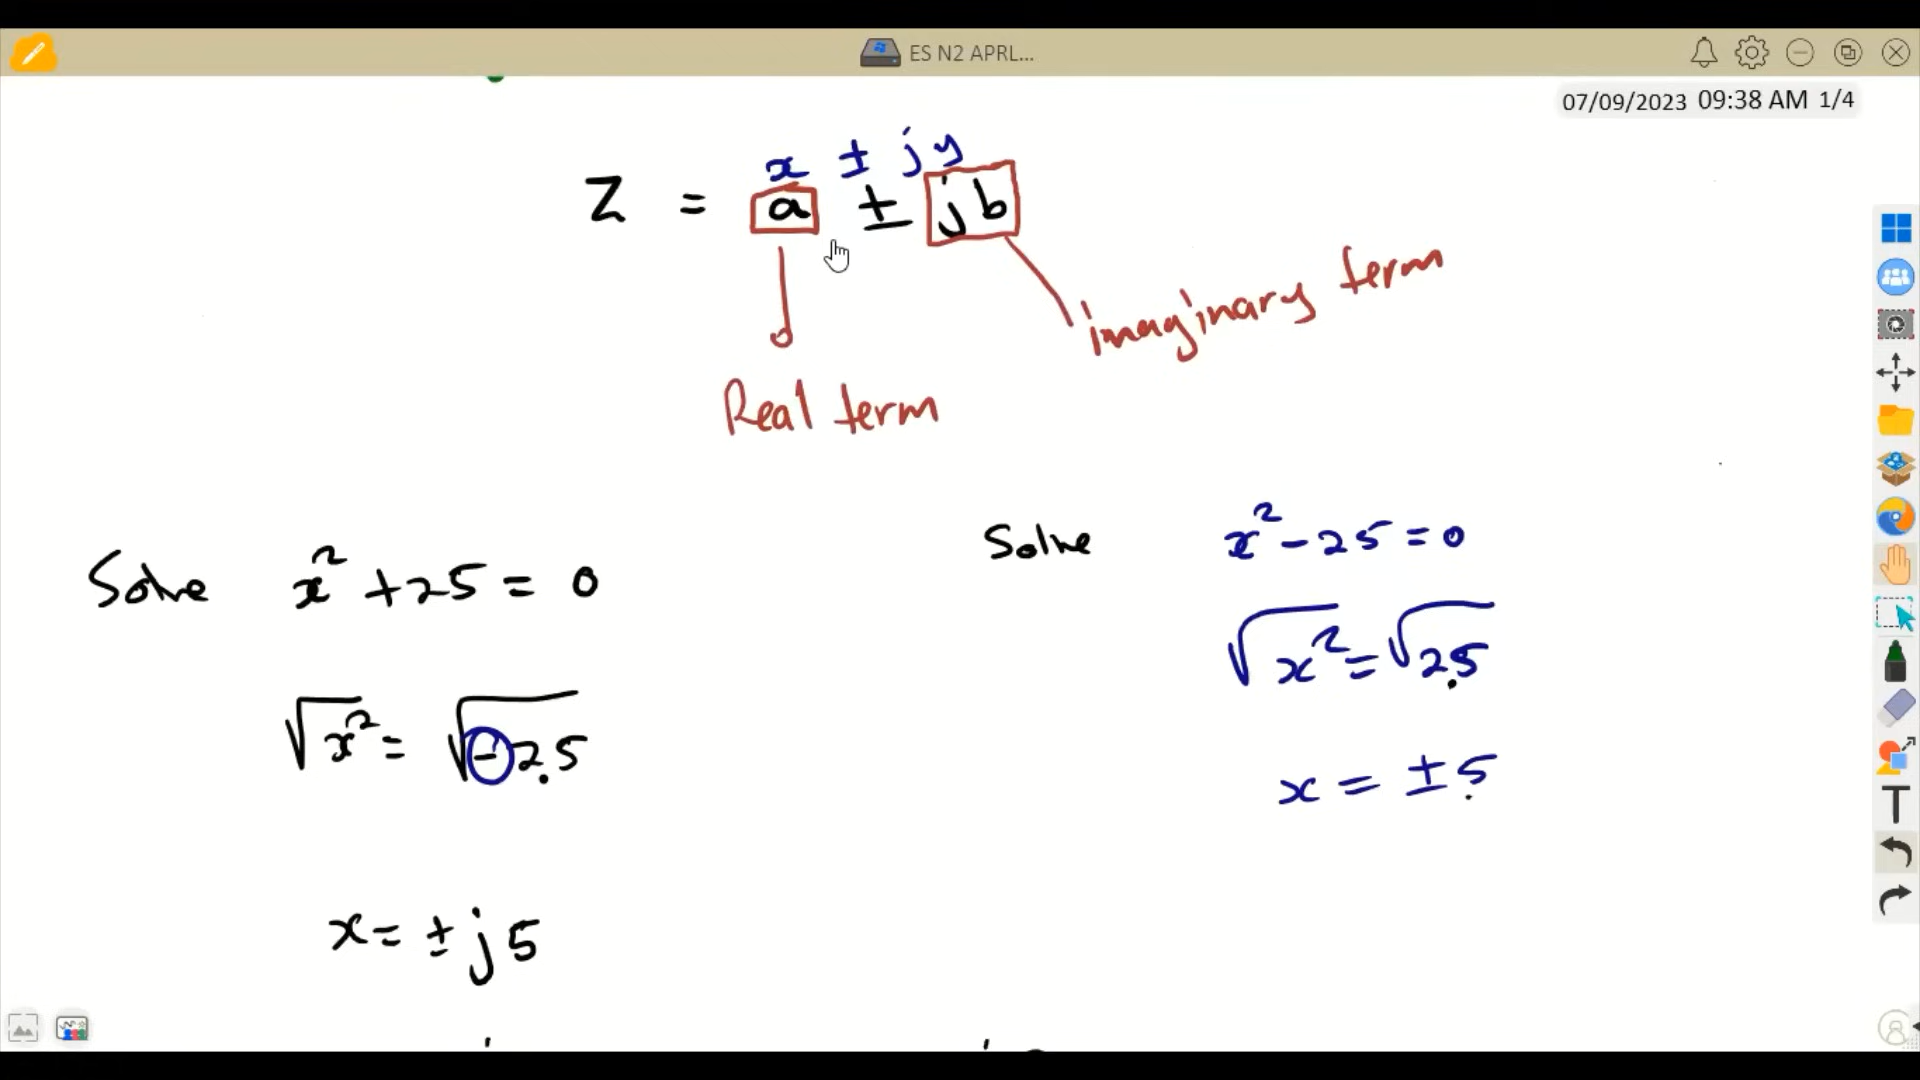 ES N2 APRL...
07/09/2023 09:38 AM 1/4
x ± jy
Z = a ± jb
imaginary term
Real term
Solve x² + 25 = 0
√x² = √-25
x = ± j5
Solve x² - 25 = 0
√x² = √25
x = ± 5
T